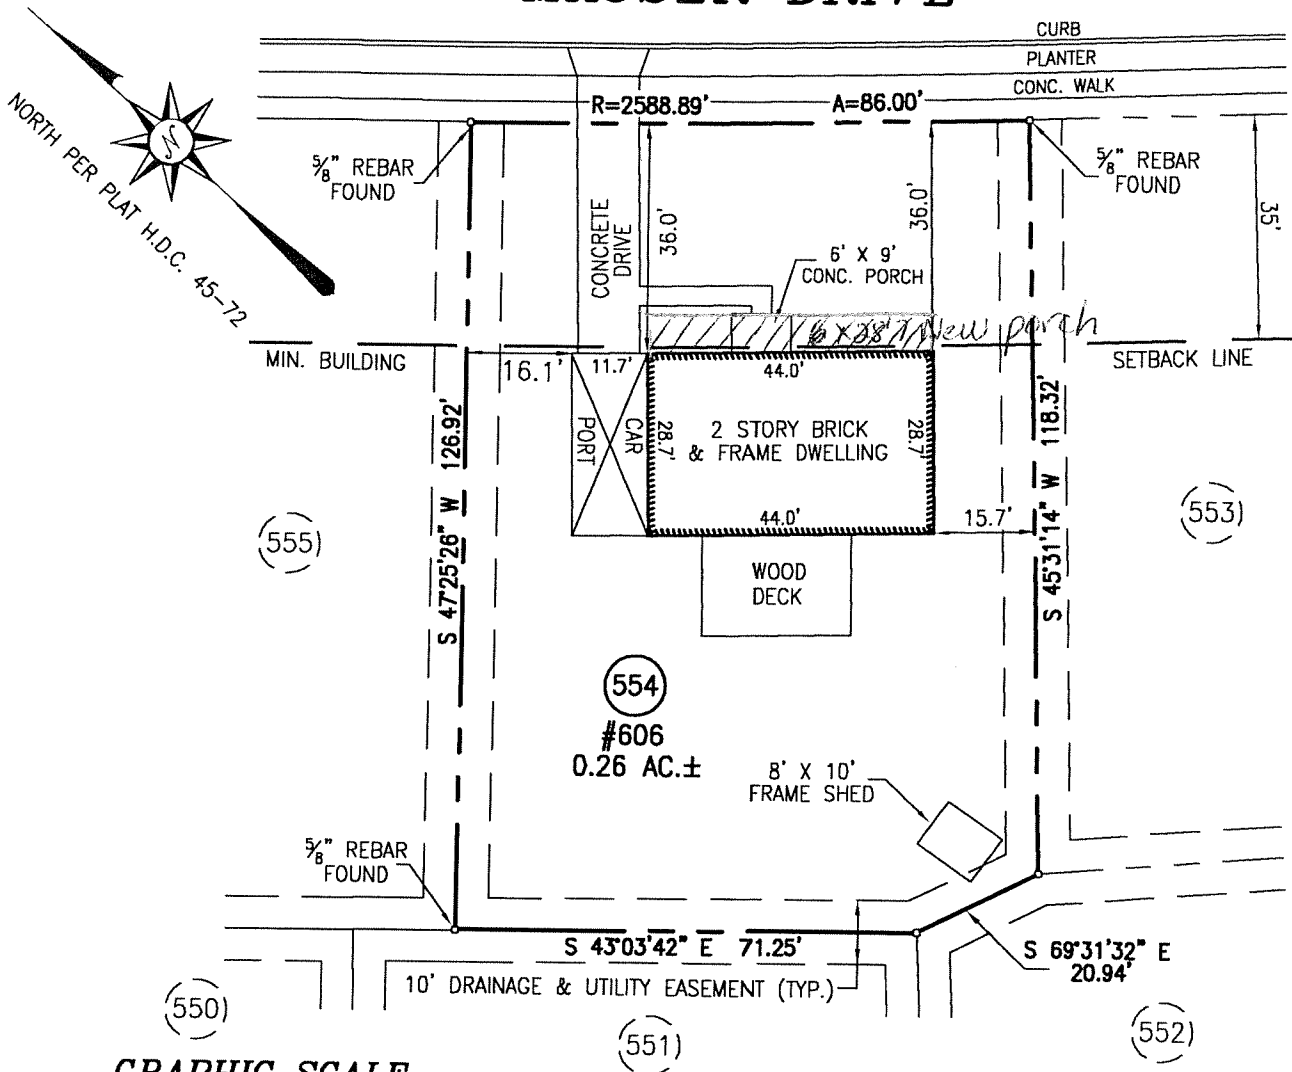 CURB
PLANTER
CONC. WALK
R=2588.89'
A=86.00'
N
NORTH PER PLAT H.D.C. 45-72
5/8" REBAR
FOUND
5/8" REBAR
FOUND
CONCRETE
DRIVE
36.0'
36.0'
35'
6' X 9'
CONC. PORCH
New porch
MIN. BUILDING
SETBACK LINE
16.1'
11.7'
44.0'
CAR
PORT
28.7'
2 STORY BRICK
& FRAME DWELLING
28.7'
44.0'
15.7'
S 47°25'26" W 126.92'
S 45°31'14" W 118.32'
555)
553)
WOOD
DECK
554
#606
0.26 AC.±
8' X 10'
FRAME SHED
5/8" REBAR
FOUND
S 43°03'42" E 71.25'
S 69°31'32" E
20.94'
10' DRAINAGE & UTILITY EASEMENT (TYP.)
550)
551)
552)
GRAPHIC SCALE